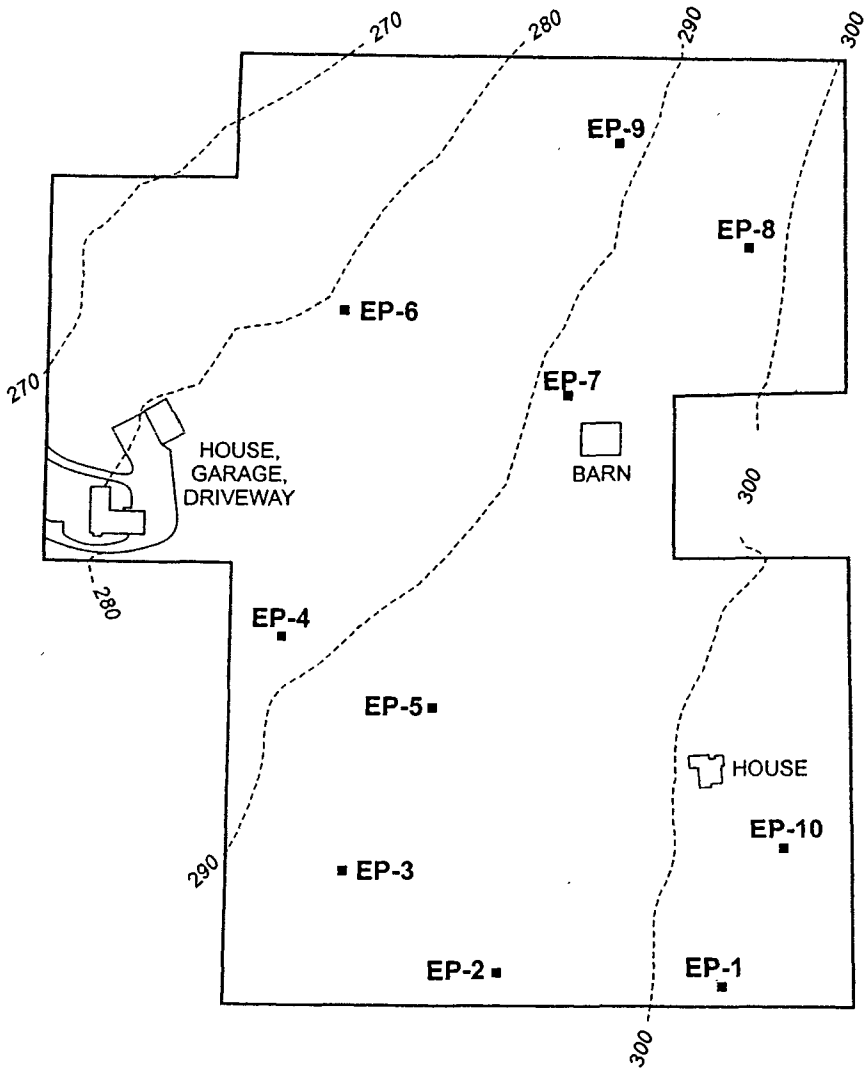 270
280
290
300
EP-9
EP-8
EP-6
EP-7
270
HOUSE,
GARAGE,
DRIVEWAY
BARN
300
280
EP-4
EP-5
HOUSE
EP-10
290
EP-3
EP-2
EP-1
300